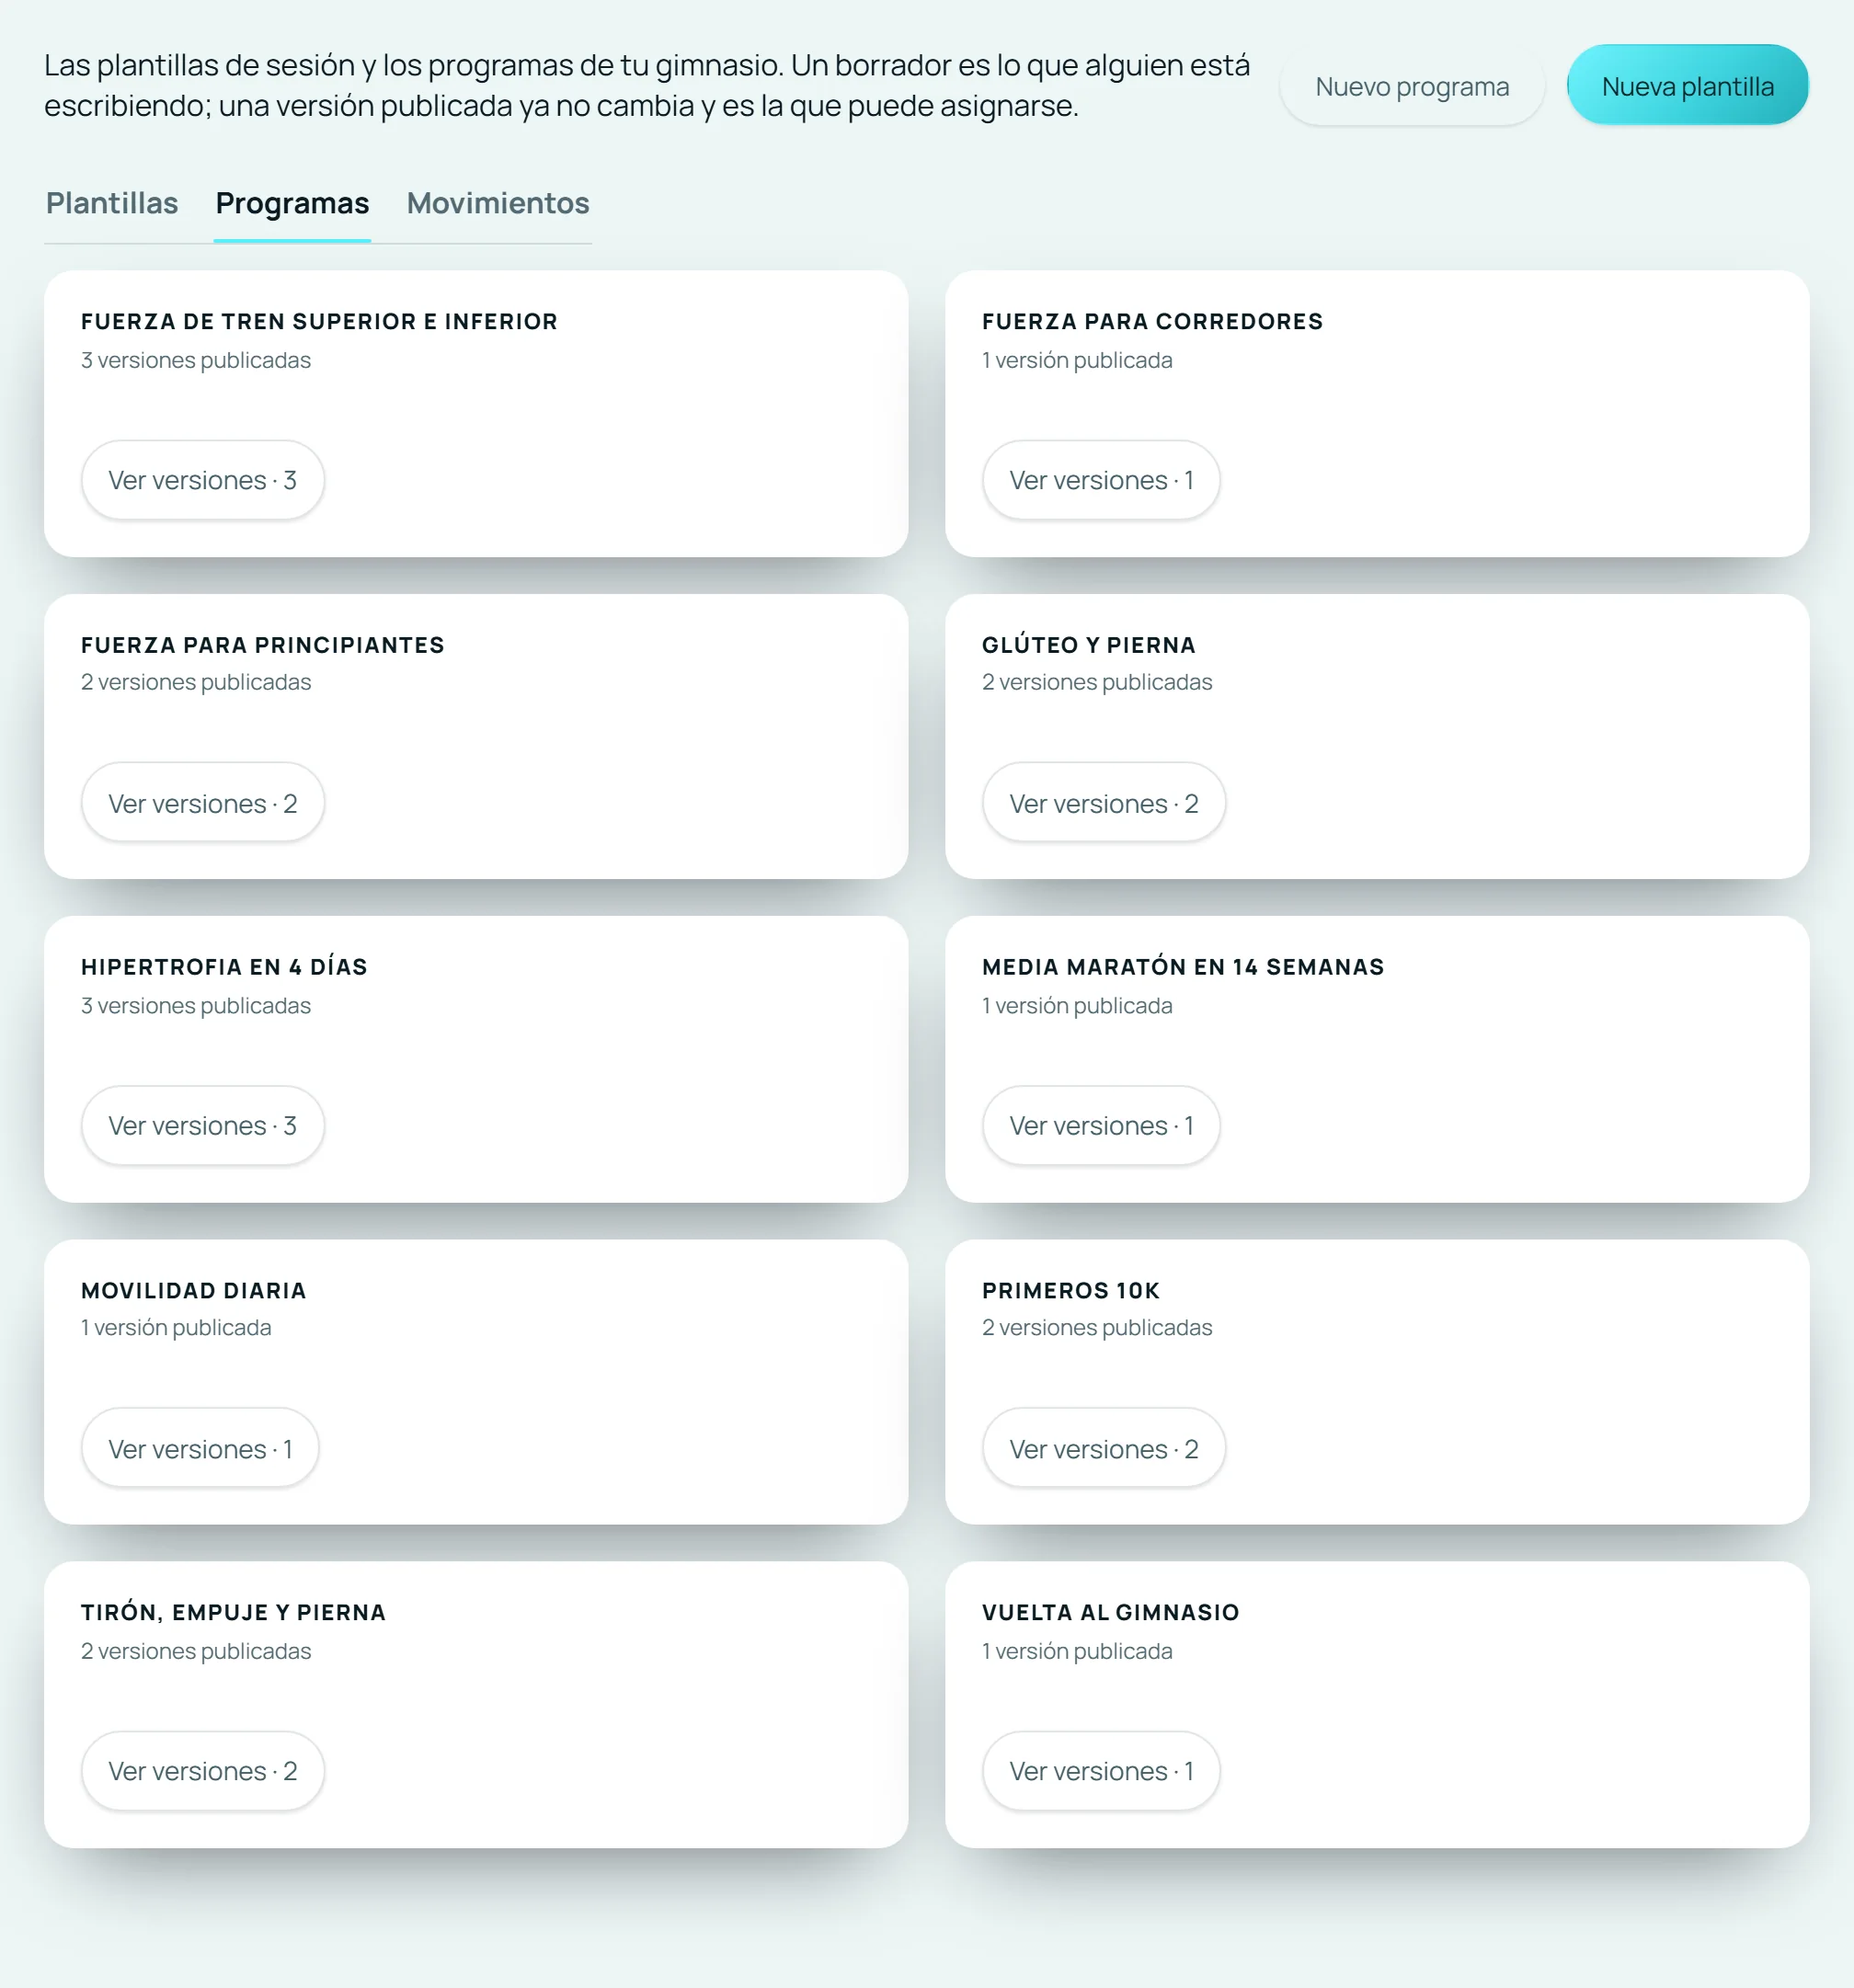 Las plantillas de sesión y los programas de tu gimnasio. Un borrador es lo que alguien está
escribiendo; una versión publicada ya no cambia y es la que puede asignarse.
Nuevo programa
Nueva plantilla
Plantillas
Programas
Movimientos
FUERZA DE TREN SUPERIOR E INFERIOR
3 versiones publicadas
Ver versiones · 3
FUERZA PARA CORREDORES
1 versión publicada
Ver versiones · 1
FUERZA PARA PRINCIPIANTES
2 versiones publicadas
Ver versiones · 2
GLÚTEO Y PIERNA
2 versiones publicadas
Ver versiones · 2
HIPERTROFIA EN 4 DÍAS
3 versiones publicadas
Ver versiones · 3
MEDIA MARATÓN EN 14 SEMANAS
1 versión publicada
Ver versiones · 1
MOVILIDAD DIARIA
1 versión publicada
Ver versiones · 1
PRIMEROS 10K
2 versiones publicadas
Ver versiones · 2
TIRÓN, EMPUJE Y PIERNA
2 versiones publicadas
Ver versiones · 2
VUELTA AL GIMNASIO
1 versión publicada
Ver versiones · 1